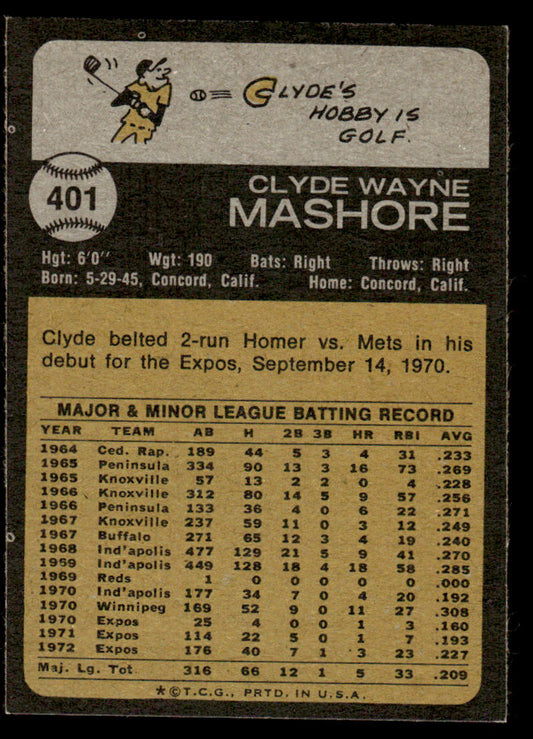 CLYDE'S
HOBBY IS
GOLF.
401
CLYDE WAYNE
MASHORE
Hgt: 6'0" Wgt: 190 Bats: Right Throws: Right
Born: 5-29-45, Concord, Calif. Home: Concord, Calif.
Clyde belted 2-run Homer vs. Mets in his
debut for the Expos, September 14, 1970.
MAJOR & MINOR LEAGUE BATTING RECORD
YEAR TEAM AB H 2B 3B HR RBI AVG
1964 Ced. Rap. 189 44 5 3 4 31 .233
1965 Peninsula 334 90 13 3 16 73 .269
1965 Knoxville 57 13 2 2 0 4 .228
1966 Knoxville 312 80 14 5 9 57 .256
1966 Peninsula 133 36 4 0 6 22 .271
1967 Knoxville 237 59 11 0 3 12 .249
1967 Buffalo 271 65 12 3 4 19 .240
1968 Ind'apolis 477 129 21 5 9 41 .270
1969 Ind'apolis 449 128 18 4 18 58 .285
1969 Reds 1 0 0 0 0 0 .000
1970 Ind'apolis 177 34 7 0 4 20 .192
1970 Winnipeg 169 52 9 0 11 27 .308
1970 Expos 25 4 0 0 1 3 .160
1971 Expos 114 22 5 0 1 7 .193
1972 Expos 176 40 7 1 3 23 .227
Maj. Lg. Tot. 316 66 12 1 5 33 .209
*©T.C.G., PRTD. IN U.S.A.